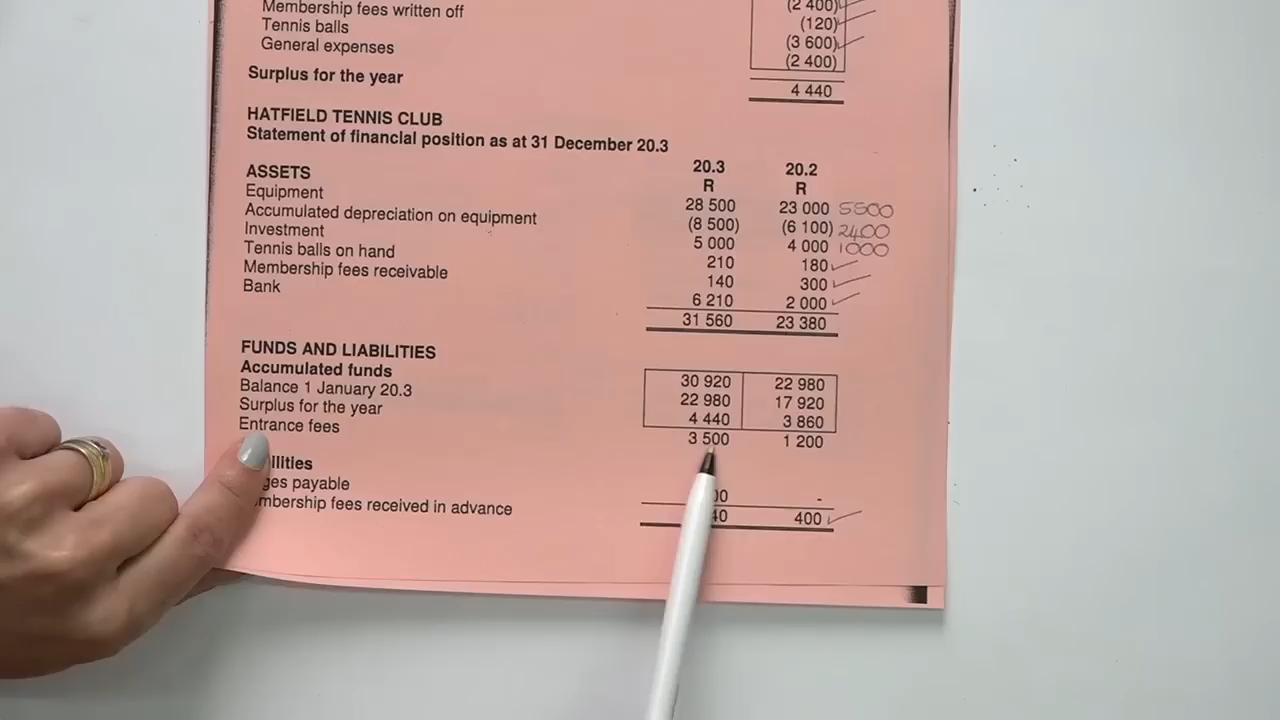 Membership fees written off (2 400)
Tennis balls (120)
General expenses (3 600)
(2 400)
Surplus for the year 4 440
HATFIELD TENNIS CLUB
Statement of financial position as at 31 December 20.3
20.3 20.2
ASSETS R R
Equipment 28 500 23 000 5500
Accumulated depreciation on equipment (8 500) (6 100) 2400
Investment 5 000 4 000 1000
Tennis balls on hand 210 180
Membership fees receivable 140 300
Bank 6 210 2 000
31 560 23 380
FUNDS AND LIABILITIES
Accumulated funds 30 920 22 980
Balance 1 January 20.3 22 980 17 920
Surplus for the year 4 440 3 860
Entrance fees 3 500 1 200
ilities
ges payable 00 -
mbership fees received in advance 40 400